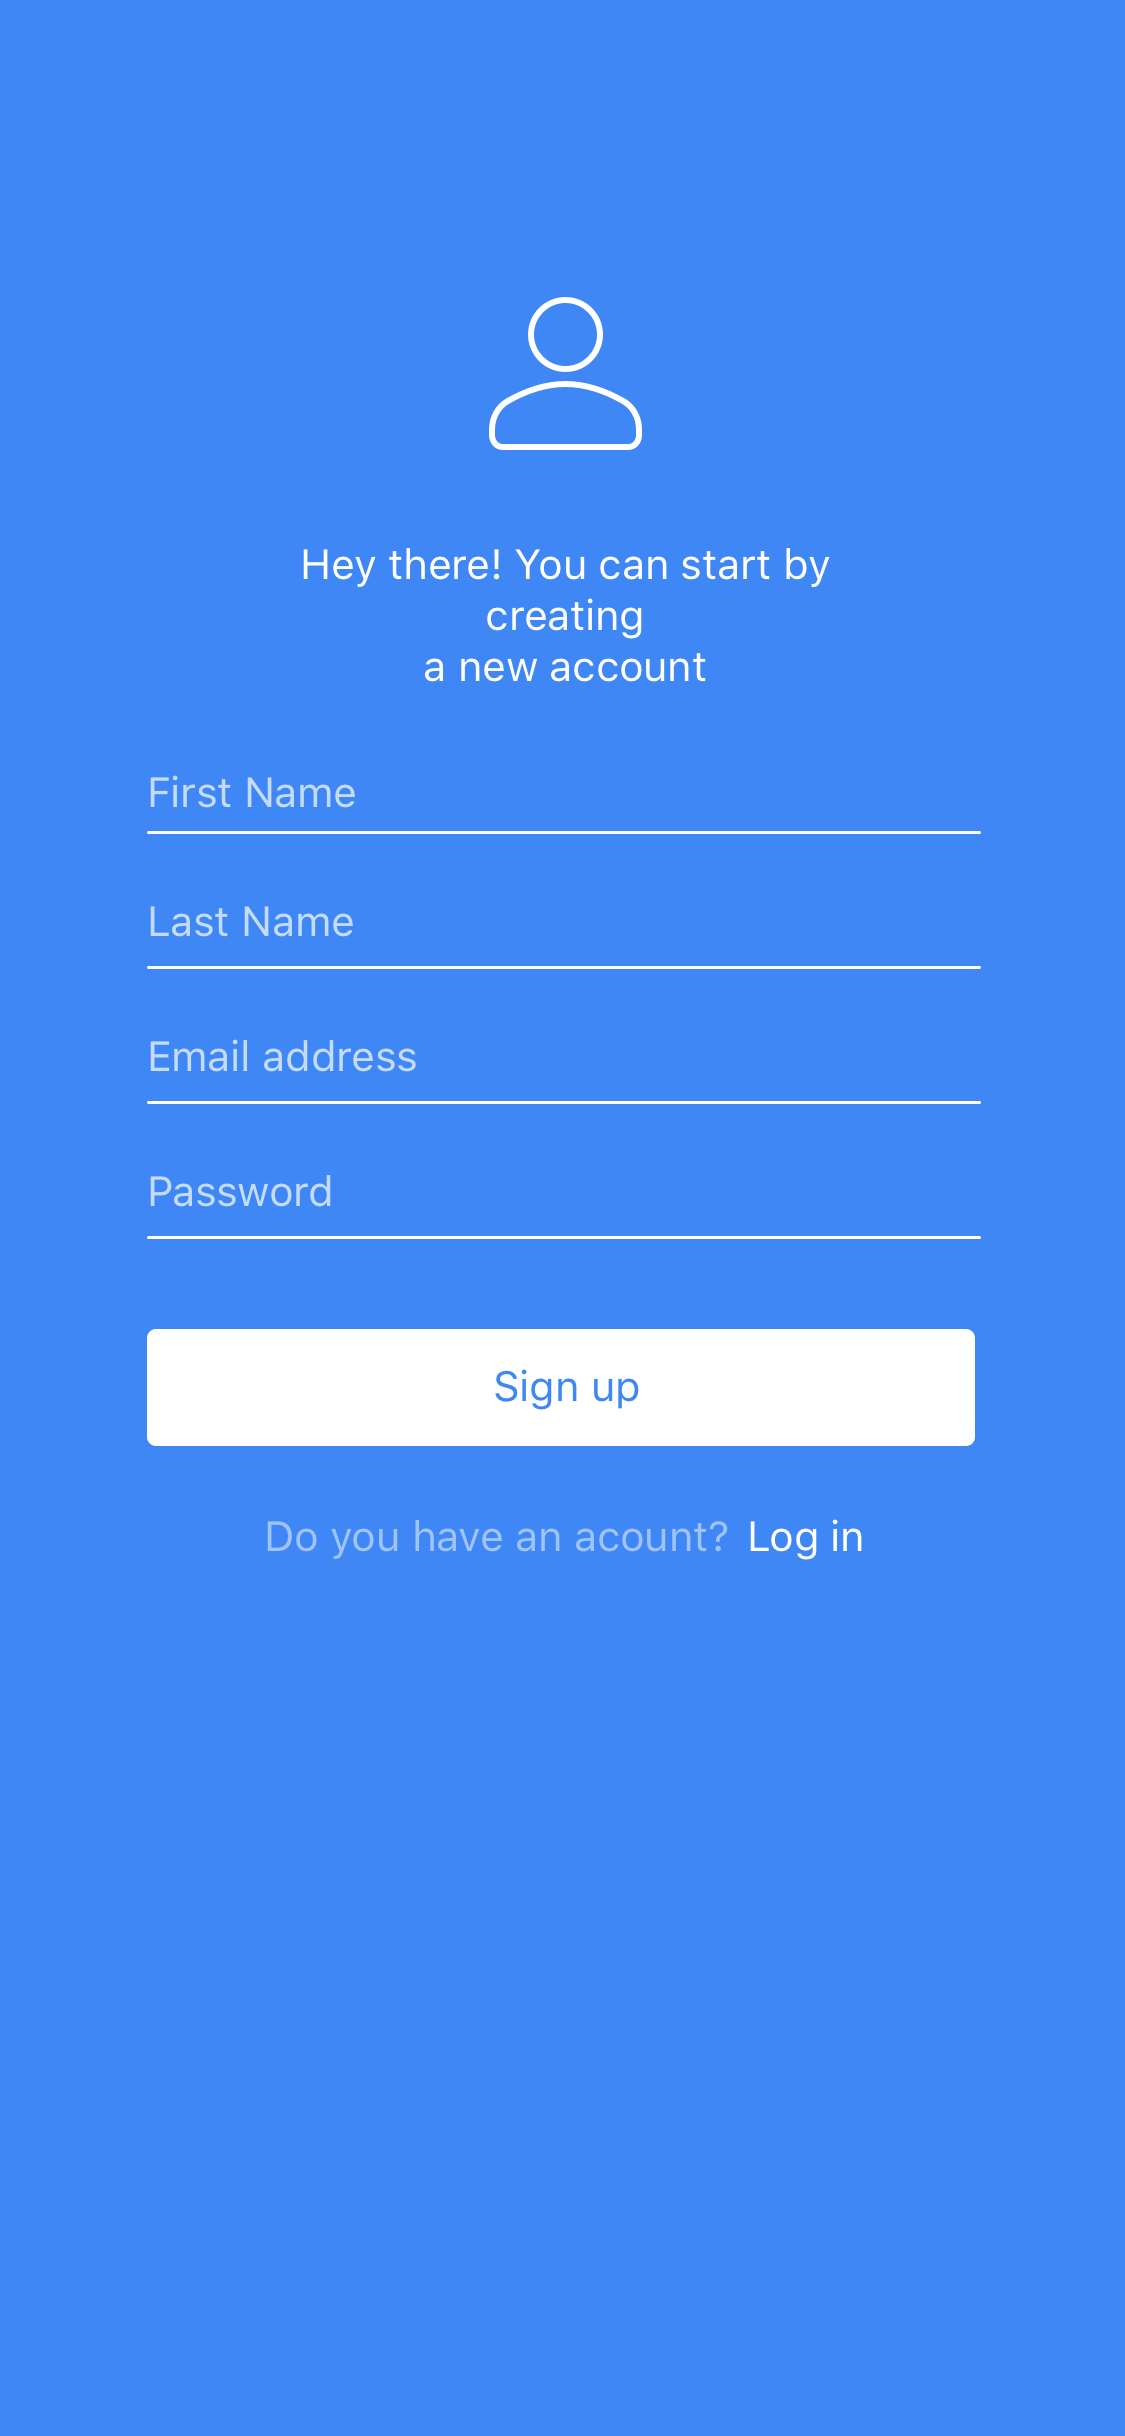 Hey there! You can start by
creating
a new account
First Name
Last Name
Email address
Password
Sign up
Do you have an acount? Log in